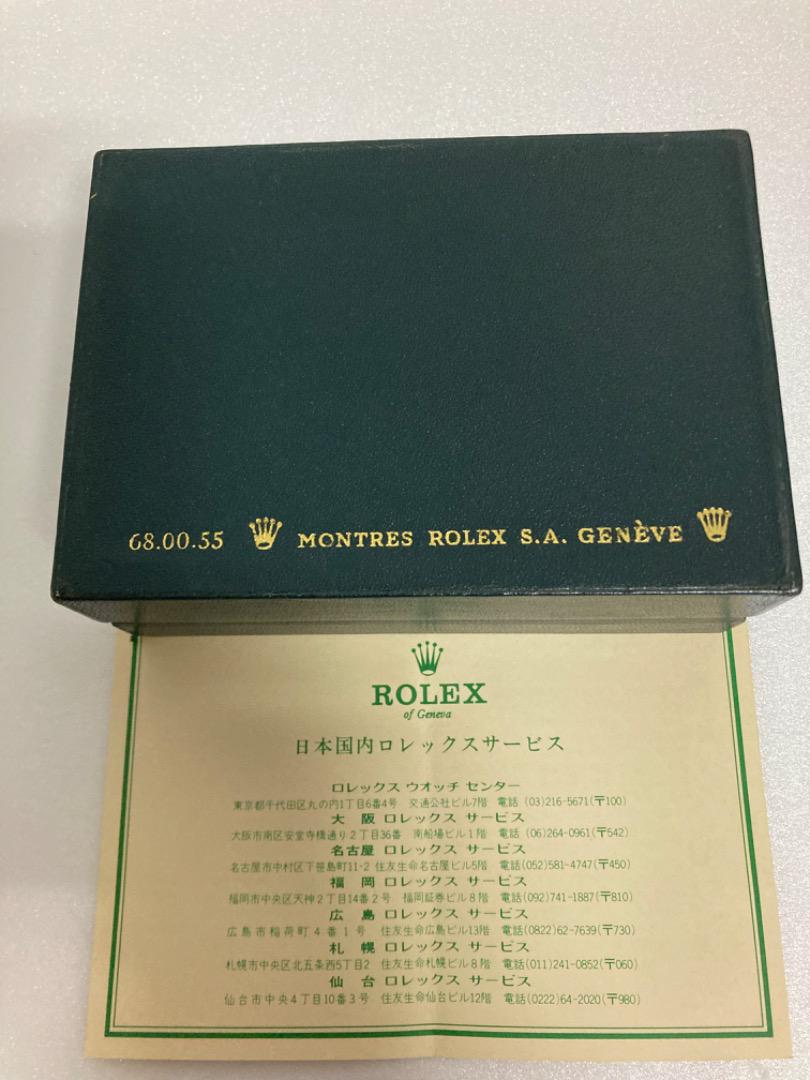 68.00.55 MONTRES ROLEX S.A. GENÈVE
ROLEX
of Geneva
日本国内ロレックスサービス
ロレックス ウオッチ センター
東京都千代田区丸の内1丁目6番4号 交通公社ビル7階 電話 (03)216-5671(〒100)
大 阪 ロレックス サービス
大阪市南区安堂寺橋通り2丁目36番 南船場ビル1階 電話 (06)264-0961(〒542)
名古屋 ロレックス サービス
名古屋市中村区下笹島町11-2 住友生命名古屋ビル5階 電話(052)581-4747(〒450)
福 岡 ロレックス サービス
福岡市中央区天神2丁目14番2号 福岡証券ビル8階 電話(092)741-1887(〒810)
広 島 ロレックス サービス
広島市稲荷町4番1号 住友生命広島ビル13階 電話(0822)62-7639(〒730)
札 幌 ロレックス サービス
札幌市中央区北五条西5丁目2 住友生命札幌ビル8階 電話(011)241-0852(〒060)
仙 台 ロレックス サービス
仙台市中央4丁目10番3号 住友生命仙台ビル12階 電話(0222)64-2020(〒980)